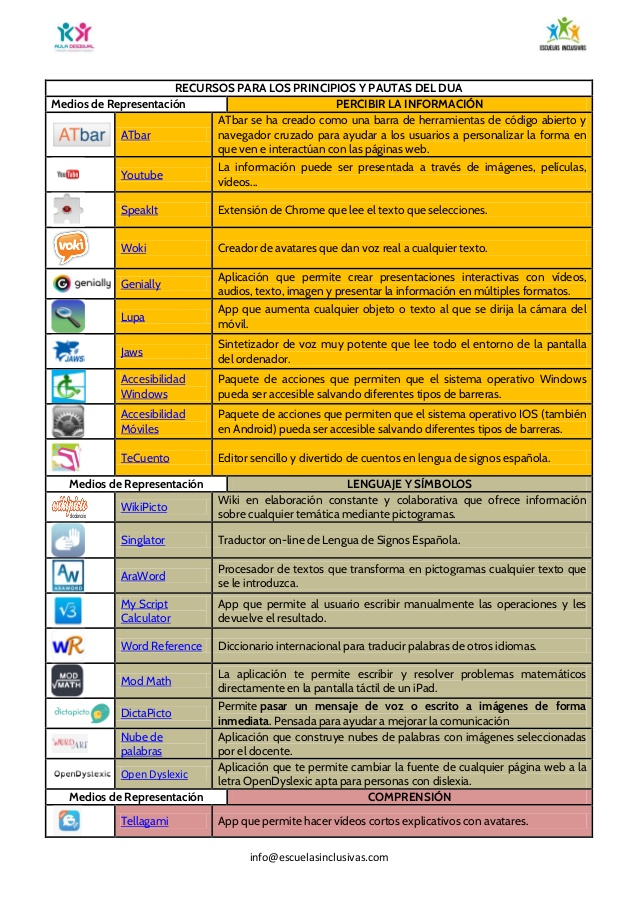 AULA DESIGUAL
ESCUELAS INCLUSIVAS
RECURSOS PARA LOS PRINCIPIOS Y PAUTAS DEL DUA
Medios de Representación PERCIBIR LA INFORMACIÓN
ATbar
ATbar
ATbar se ha creado como una barra de herramientas de código abierto y
navegador cruzado para ayudar a los usuarios a personalizar la forma en
que ven e interactúan con las páginas web.
YouTube
Youtube
La información puede ser presentada a través de imágenes, películas,
vídeos...
SpeakIt
Extensión de Chrome que lee el texto que selecciones.
voki
Woki
Creador de avatares que dan voz real a cualquier texto.
genially
Genially
Aplicación que permite crear presentaciones interactivas con vídeos,
audios, texto, imagen y presentar la información en múltiples formatos.
Lupa
App que aumenta cualquier objeto o texto al que se dirija la cámara del
móvil.
JAWS
Jaws
Sintetizador de voz muy potente que lee todo el entorno de la pantalla
del ordenador.
Accesibilidad
Windows
Paquete de acciones que permiten que el sistema operativo Windows
pueda ser accesible salvando diferentes tipos de barreras.
Accesibilidad
Móviles
Paquete de acciones que permiten que el sistema operativo IOS (también
en Android) pueda ser accesible salvando diferentes tipos de barreras.
TeCuento
Editor sencillo y divertido de cuentos en lengua de signos española.
Medios de Representación LENGUAJE Y SÍMBOLOS
WikiPicto
Wiki en elaboración constante y colaborativa que ofrece información
sobre cualquier temática mediante pictogramas.
Singlator
Traductor on-line de Lengua de Signos Española.
AW
ARAWORD
AraWord
Procesador de textos que transforma en pictogramas cualquier texto que
se le introduzca.
√3
My Script
Calculator
App que permite al usuario escribir manualmente las operaciones y les
devuelve el resultado.
WR
Word Reference
Diccionario internacional para traducir palabras de otros idiomas.
MOD
√MATH
Mod Math
La aplicación te permite escribir y resolver problemas matemáticos
directamente en la pantalla táctil de un iPad.
dictapicto
DictaPicto
Permite pasar un mensaje de voz o escrito a imágenes de forma
inmediata. Pensada para ayudar a mejorar la comunicación
WORD ART
Nube de
palabras
Aplicación que construye nubes de palabras con imágenes seleccionadas
por el docente.
OpenDyslexic
Open Dyslexic
Aplicación que te permite cambiar la fuente de cualquier página web a la
letra OpenDyslexic apta para personas con dislexia.
Medios de Representación COMPRENSIÓN
Tellagami
App que permite hacer vídeos cortos explicativos con avatares.
info@escuelasinclusivas.com